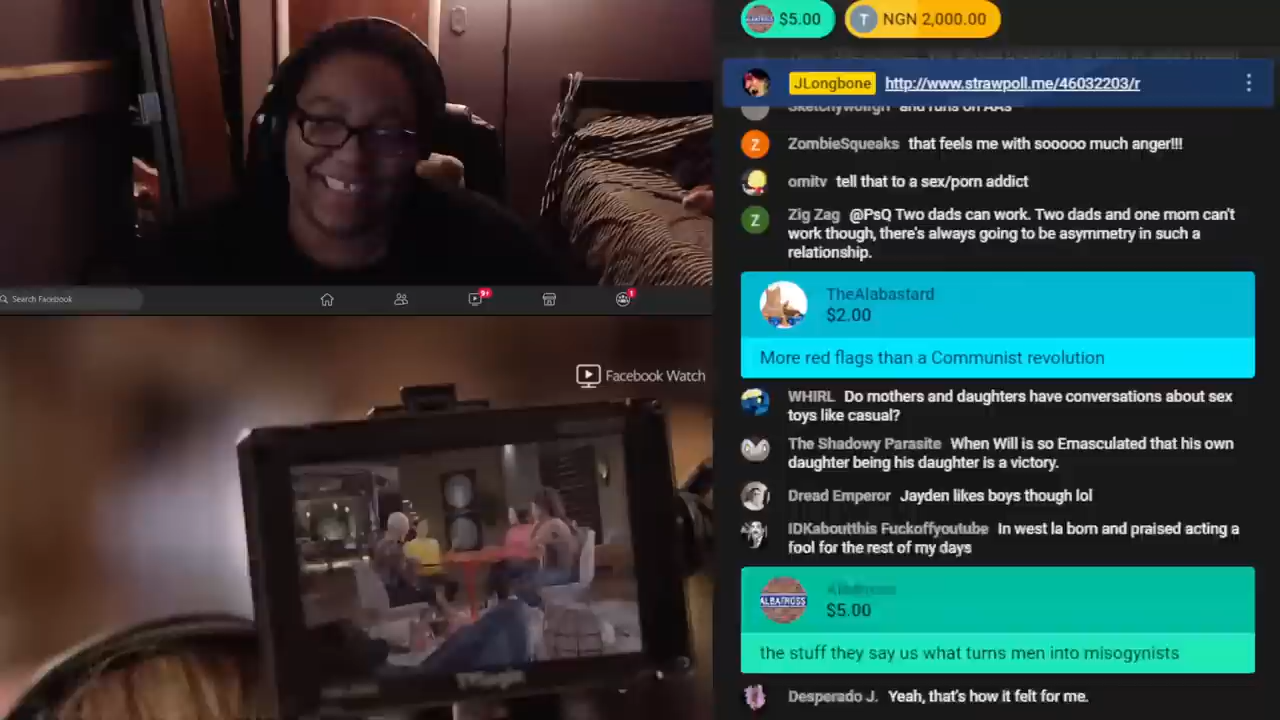 $5.00
T NGN 2,000.00
JLongbone http://www.strawpoll.me/46032203/r
Sketchywolfgirl and runs on AAs
Z ZombieSqueaks that feels me with sooooo much anger!!!
omitv tell that to a sex/porn addict
Z Zig Zag @PsQ Two dads can work. Two dads and one mom can't
work though, there's always going to be asymmetry in such a
relationship.
TheAlabastard
$2.00
More red flags than a Communist revolution
WHIRL Do mothers and daughters have conversations about sex
toys like casual?
The Shadowy Parasite When Will is so Emasculated that his own
daughter being his daughter is a victory.
Dread Emperor Jayden likes boys though lol
IDKaboutthis Fuckoffyoutube In west la born and praised acting a
fool for the rest of my days
ALBATROSS
$5.00
the stuff they say us what turns men into misogynists
Desperado J. Yeah, that's how it felt for me.
Search Facebook
9+
1
Facebook Watch